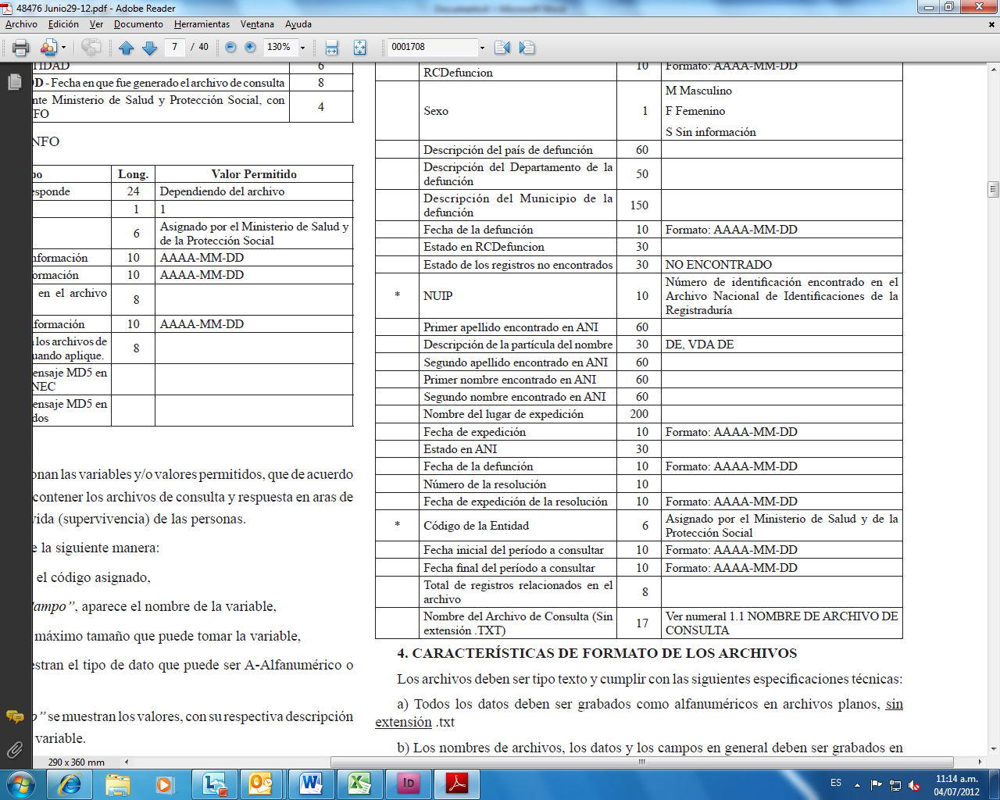 48476 Junio29-12.pdf - Adobe Reader
Archivo Edición Ver Documento Herramientas Ventana Ayuda
7 / 40 130% 0001708
TIDAD 6
DD - Fecha en que fue generado el archivo de consulta 8
nte Ministerio de Salud y Protección Social, con
FO 4
NFO
po Long. Valor Permitido
esponde 24 Dependiendo del archivo
1 1
6 Asignado por el Ministerio de Salud y
de la Protección Social
nformación 10 AAAA-MM-DD
ormación 10 AAAA-MM-DD
en el archivo 8
nformación 10 AAAA-MM-DD
los archivos de
uando aplique. 8
ensaje MD5 en
NEC
ensaje MD5 en
dos
onan las variables y/o valores permitidos, que de acuerdo
contener los archivos de consulta y respuesta en aras de
vida (supervivencia) de las personas.
e la siguiente manera:
el código asignado,
ampo”, aparece el nombre de la variable,
máximo tamaño que puede tomar la variable,
estran el tipo de dato que puede ser A-Alfanumérico o
o” se muestran los valores, con su respectiva descripción
variable.
RCDefuncion 10 Formato: AAAA-MM-DD
Sexo 1 M Masculino
F Femenino
S Sin información
Descripción del país de defunción 60
Descripción del Departamento de la
defunción 50
Descripción del Municipio de la
defunción 150
Fecha de la defunción 10 Formato: AAAA-MM-DD
Estado en RCDefuncion 30
Estado de los registros no encontrados 30 NO ENCONTRADO
* NUIP 10 Número de identificación encontrado en el
Archivo Nacional de Identificaciones de la
Registraduría
Primer apellido encontrado en ANI 60
Descripción de la partícula del nombre 30 DE, VDA DE
Segundo apellido encontrado en ANI 60
Primer nombre encontrado en ANI 60
Segundo nombre encontrado en ANI 60
Nombre del lugar de expedición 200
Fecha de expedición 10 Formato: AAAA-MM-DD
Estado en ANI 30
Fecha de la defunción 10 Formato: AAAA-MM-DD
Número de la resolución 10
Fecha de expedición de la resolución 10 Formato: AAAA-MM-DD
* Código de la Entidad 6 Asignado por el Ministerio de Salud y de la
Protección Social
Fecha inicial del período a consultar 10 Formato: AAAA-MM-DD
Fecha final del período a consultar 10 Formato: AAAA-MM-DD
Total de registros relacionados en el
archivo 8
Nombre del Archivo de Consulta (Sin
extensión .TXT) 17 Ver numeral 1.1 NOMBRE DE ARCHIVO DE
CONSULTA
4. CARACTERÍSTICAS DE FORMATO DE LOS ARCHIVOS
Los archivos deben ser tipo texto y cumplir con las siguientes especificaciones técnicas:
a) Todos los datos deben ser grabados como alfanuméricos en archivos planos, sin
extensión .txt
b) Los nombres de archivos, los datos y los campos en general deben ser grabados en
290 x 360 mm
ES 11:14 a.m.
04/07/2012